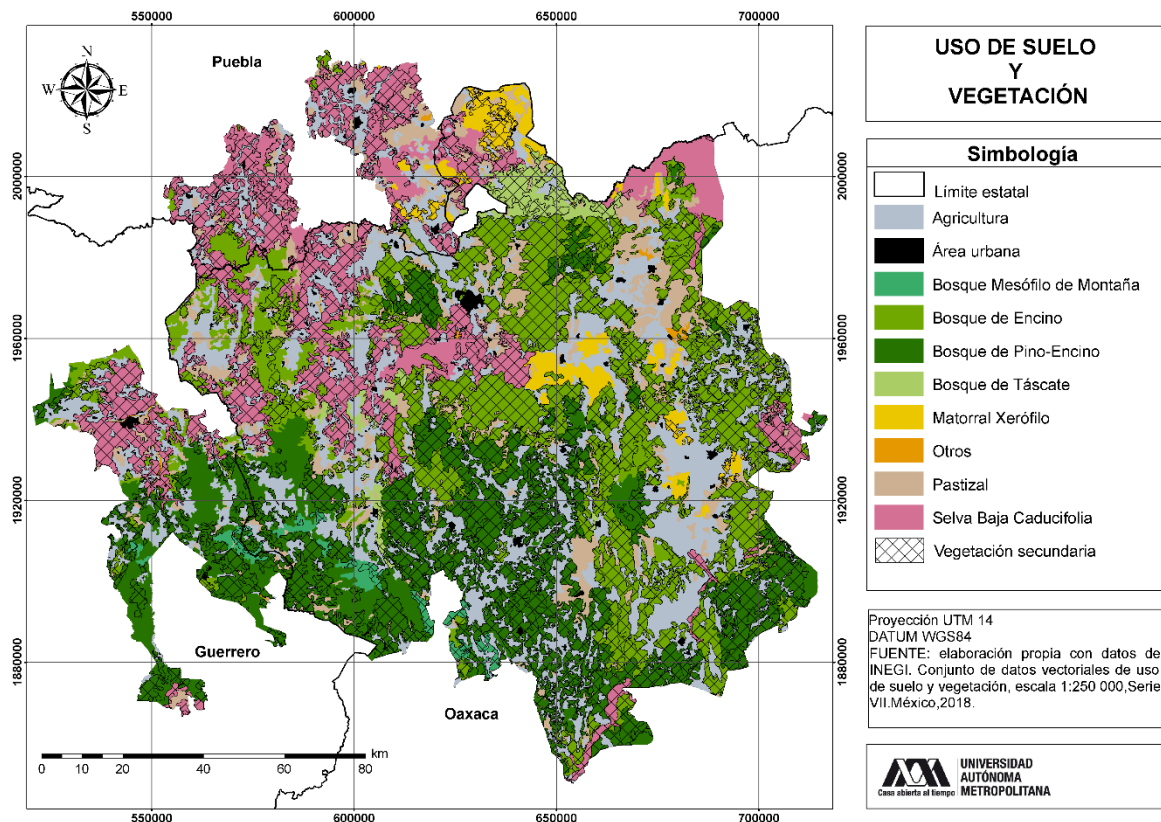 550000 600000 650000 700000
Puebla
N
W E
S
2000000 2000000
1960000 1960000
1920000 1920000
1880000 1880000
Guerrero
Oaxaca
km
0 5 10 20 40 60 80
550000 600000 650000 700000
USO DE SUELO
Y
VEGETACIÓN
Simbología
Límite estatal
Agricultura
Área urbana
Bosque Mesófilo de Montaña
Bosque de Encino
Bosque de Pino-Encino
Bosque de Táscate
Matorral Xerófilo
Otros
Pastizal
Selva Baja Caducifolia
Vegetación secundaria
Proyección UTM 14
DATUM WGS84
FUENTE: elaboración propia con datos de
INEGI. Conjunto de datos vectoriales de uso
de suelo y vegetación, escala 1:250 000,Serie
VII.México,2018.
Casa abierta al tiempo
UNIVERSIDAD
AUTÓNOMA
METROPOLITANA